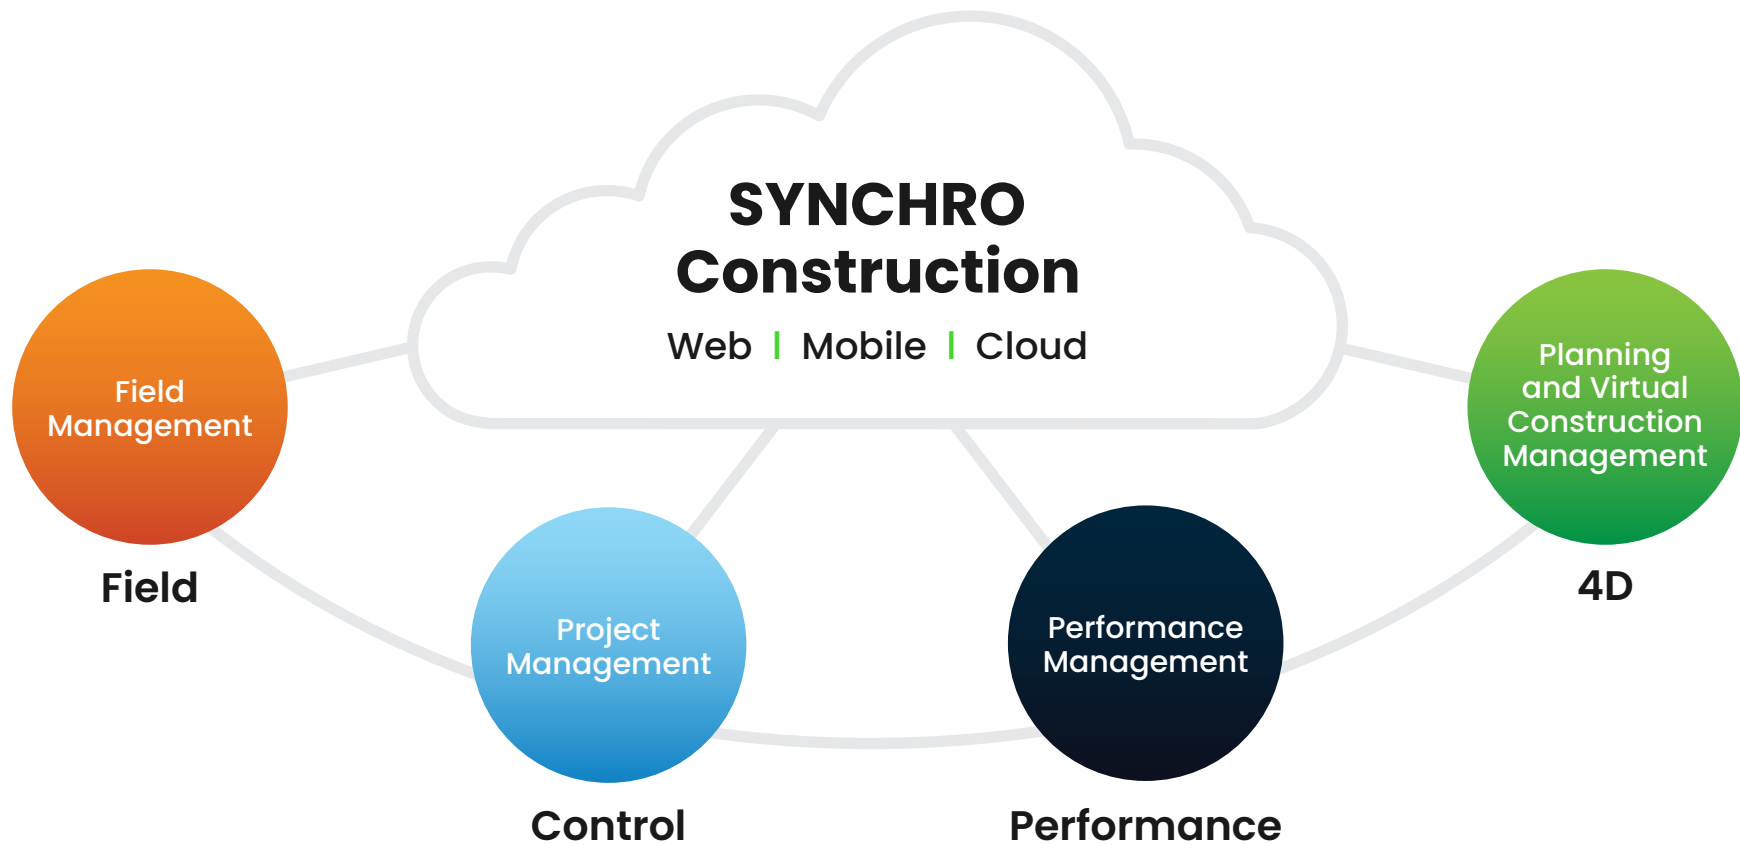 SYNCHRO
Construction
Web | Mobile | Cloud
Field
Management
Field
Project
Management
Control
Performance
Management
Performance
Planning
and Virtual
Construction
Management
4D